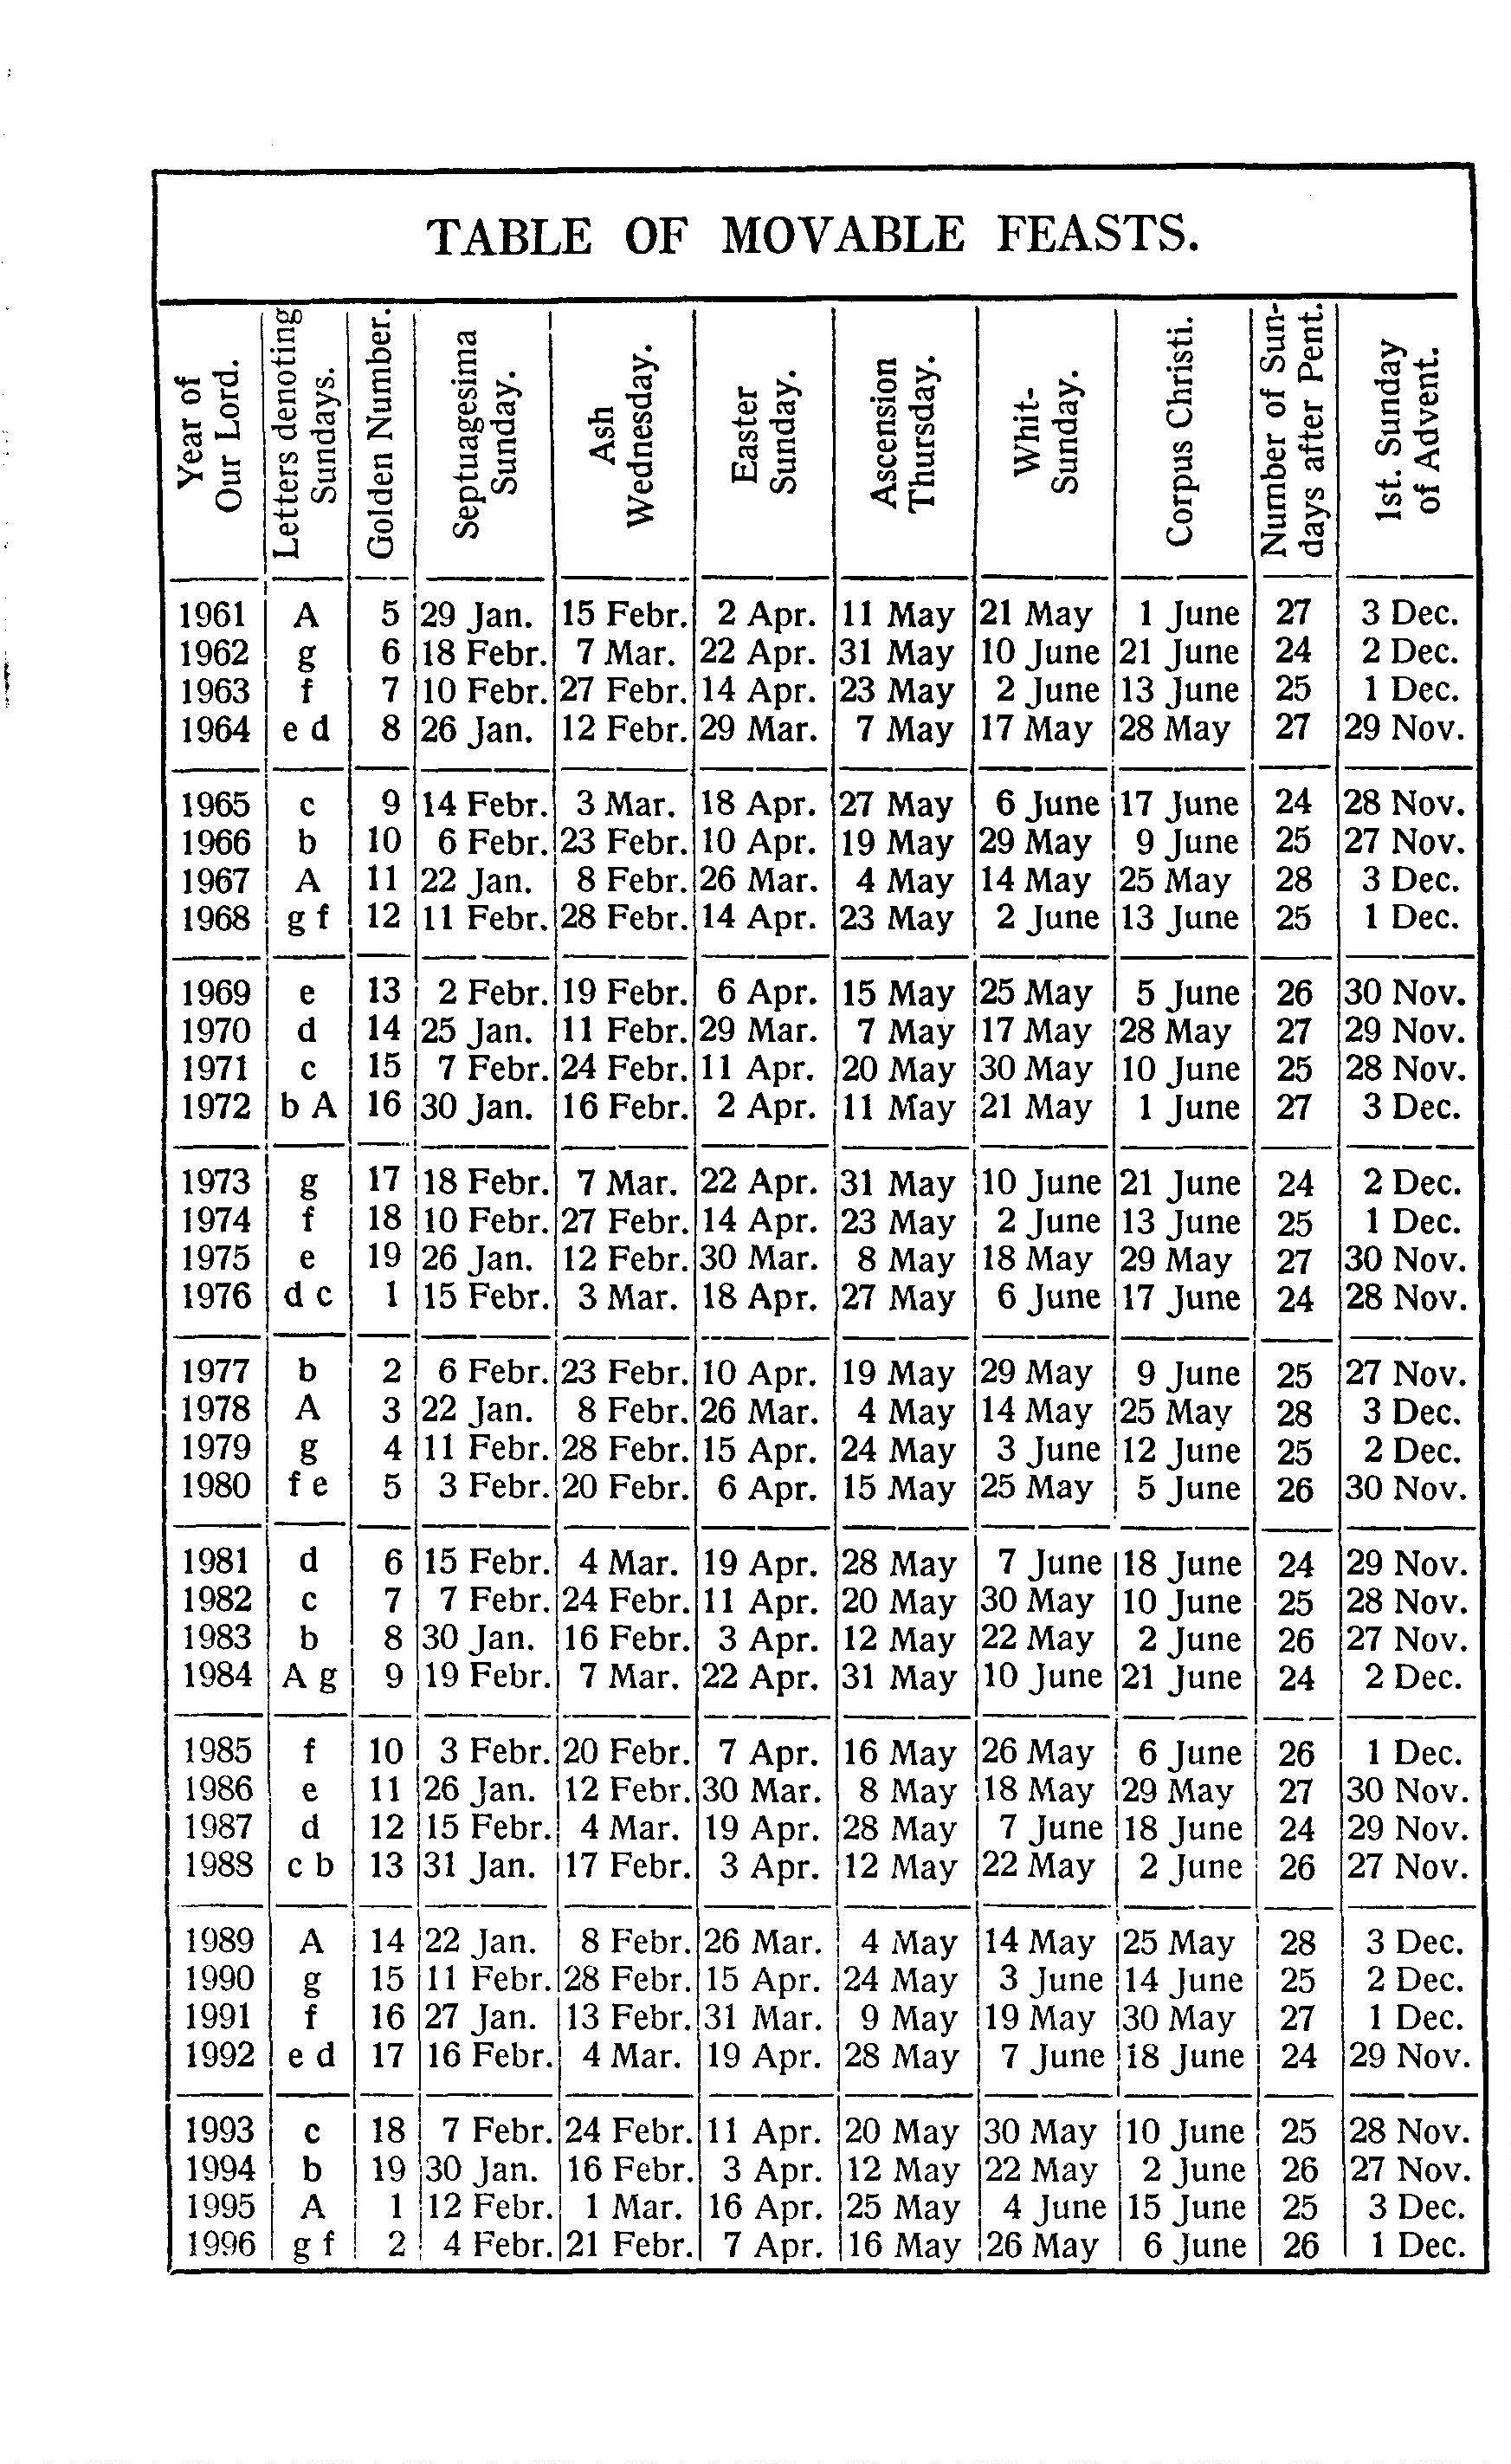 TABLE OF MOVABLE FEASTS.
Year of Our Lord. Letters denoting Sundays. Golden Number. Septuagesima Sunday. Ash Wednesday. Easter Sunday. Ascension Thursday. Whit-Sunday. Corpus Christi. Number of Sundays after Pent. 1st. Sunday of Advent.
1961 A 5 29 Jan. 15 Febr. 2 Apr. 11 May 21 May 1 June 27 3 Dec.
1962 g 6 18 Febr. 7 Mar. 22 Apr. 31 May 10 June 21 June 24 2 Dec.
1963 f 7 10 Febr. 27 Febr. 14 Apr. 23 May 2 June 13 June 25 1 Dec.
1964 e d 8 26 Jan. 12 Febr. 29 Mar. 7 May 17 May 28 May 27 29 Nov.
1965 c 9 14 Febr. 3 Mar. 18 Apr. 27 May 6 June 17 June 24 28 Nov.
1966 b 10 6 Febr. 23 Febr. 10 Apr. 19 May 29 May 9 June 25 27 Nov.
1967 A 11 22 Jan. 8 Febr. 26 Mar. 4 May 14 May 25 May 28 3 Dec.
1968 g f 12 11 Febr. 28 Febr. 14 Apr. 23 May 2 June 13 June 25 1 Dec.
1969 e 13 2 Febr. 19 Febr. 6 Apr. 15 May 25 May 5 June 26 30 Nov.
1970 d 14 25 Jan. 11 Febr. 29 Mar. 7 May 17 May 28 May 27 29 Nov.
1971 c 15 7 Febr. 24 Febr. 11 Apr. 20 May 30 May 10 June 25 28 Nov.
1972 b A 16 30 Jan. 16 Febr. 2 Apr. 11 May 21 May 1 June 27 3 Dec.
1973 g 17 18 Febr. 7 Mar. 22 Apr. 31 May 10 June 21 June 24 2 Dec.
1974 f 18 10 Febr. 27 Febr. 14 Apr. 23 May 2 June 13 June 25 1 Dec.
1975 e 19 26 Jan. 12 Febr. 30 Mar. 8 May 18 May 29 May 27 30 Nov.
1976 d c 1 15 Febr. 3 Mar. 18 Apr. 27 May 6 June 17 June 24 28 Nov.
1977 b 2 6 Febr. 23 Febr. 10 Apr. 19 May 29 May 9 June 25 27 Nov.
1978 A 3 22 Jan. 8 Febr. 26 Mar. 4 May 14 May 25 May 28 3 Dec.
1979 g 4 11 Febr. 28 Febr. 15 Apr. 24 May 3 June 12 June 25 2 Dec.
1980 f e 5 3 Febr. 20 Febr. 6 Apr. 15 May 25 May 5 June 26 30 Nov.
1981 d 6 15 Febr. 4 Mar. 19 Apr. 28 May 7 June 18 June 24 29 Nov.
1982 c 7 7 Febr. 24 Febr. 11 Apr. 20 May 30 May 10 June 25 28 Nov.
1983 b 8 30 Jan. 16 Febr. 3 Apr. 12 May 22 May 2 June 26 27 Nov.
1984 A g 9 19 Febr. 7 Mar. 22 Apr. 31 May 10 June 21 June 24 2 Dec.
1985 f 10 3 Febr. 20 Febr. 7 Apr. 16 May 26 May 6 June 26 1 Dec.
1986 e 11 26 Jan. 12 Febr. 30 Mar. 8 May 18 May 29 May 27 30 Nov.
1987 d 12 15 Febr. 4 Mar. 19 Apr. 28 May 7 June 18 June 24 29 Nov.
1988 c b 13 31 Jan. 17 Febr. 3 Apr. 12 May 22 May 2 June 26 27 Nov.
1989 A 14 22 Jan. 8 Febr. 26 Mar. 4 May 14 May 25 May 28 3 Dec.
1990 g 15 11 Febr. 28 Febr. 15 Apr. 24 May 3 June 14 June 25 2 Dec.
1991 f 16 27 Jan. 13 Febr. 31 Mar. 9 May 19 May 30 May 27 1 Dec.
1992 e d 17 16 Febr. 4 Mar. 19 Apr. 28 May 7 June 18 June 24 29 Nov.
1993 c 18 7 Febr. 24 Febr. 11 Apr. 20 May 30 May 10 June 25 28 Nov.
1994 b 19 30 Jan. 16 Febr. 3 Apr. 12 May 22 May 2 June 26 27 Nov.
1995 A 1 12 Febr. 1 Mar. 16 Apr. 25 May 4 June 15 June 25 3 Dec.
1996 g f 2 4 Febr. 21 Febr. 7 Apr. 16 May 26 May 6 June 26 1 Dec.